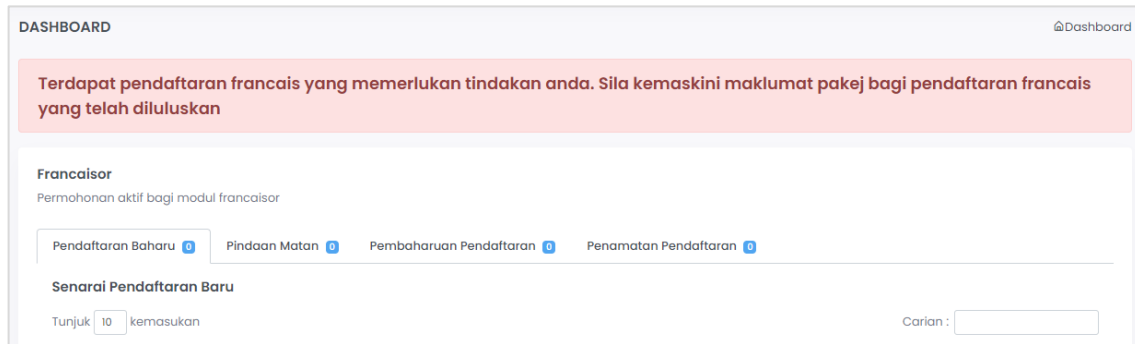 DASHBOARD
Dashboard
Terdapat pendaftaran francais yang memerlukan tindakan anda. Sila kemaskini maklumat pakej bagi pendaftaran francais
yang telah diluluskan
Francaisor
Permohonan aktif bagi modul francaisor
Pendaftaran Baharu 0 Pindaan Matan 0 Pembaharuan Pendaftaran 0 Penamatan Pendaftaran 0
Senarai Pendaftaran Baru
Tunjuk 10 kemasukan Carian :